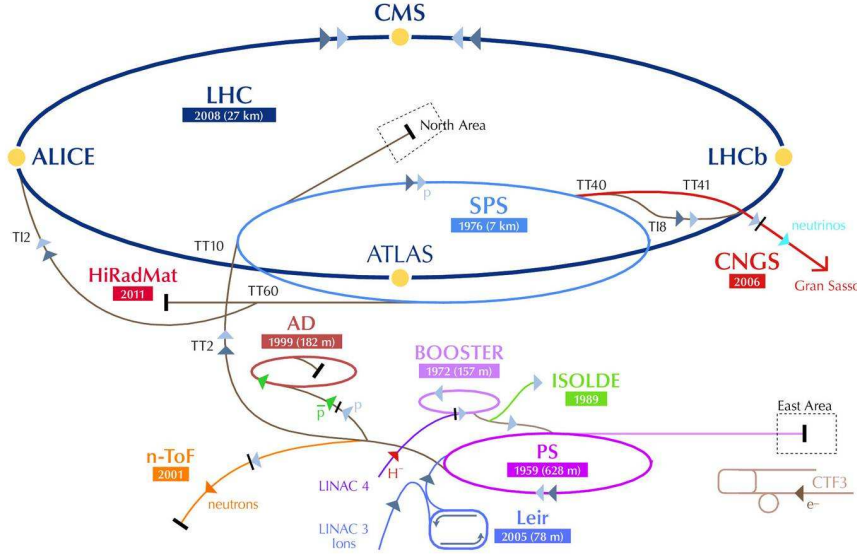 CMS
LHC
2008 (27 km)
North Area
ALICE
LHCb
TT40
TT41
SPS
1976 (7 km)
p
TI8
neutrinos
TI2
TT10
ATLAS
CNGS
2006
Gran Sasso
HiRadMat
2011
TT60
AD
1999 (182 m)
TT2
BOOSTER
1972 (157 m)
ISOLDE
1989
p
p
East Area
n-ToF
2001
PS
1959 (628 m)
H⁻
LINAC 4
neutrons
CTF3
e–
LINAC 3
Ions
Leir
2005 (78 m)